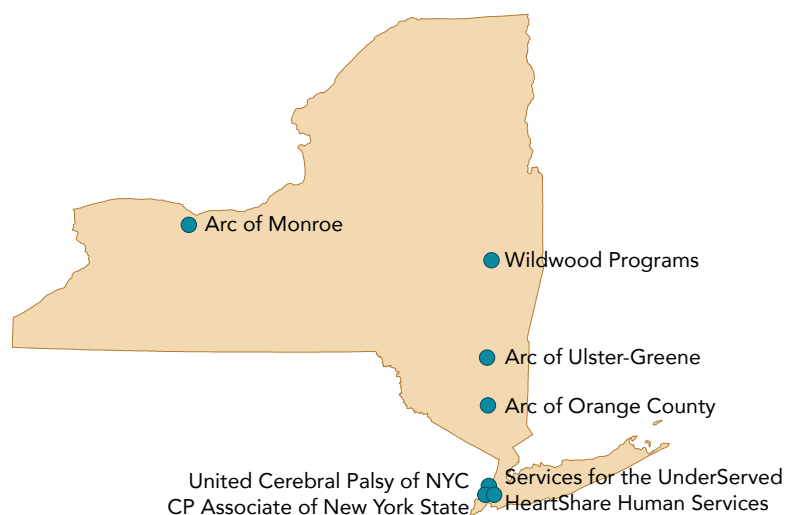 Arc of Monroe
Wildwood Programs
Arc of Ulster-Greene
Arc of Orange County
United Cerebral Palsy of NYC
CP Associate of New York State
Services for the UnderServed
HeartShare Human Services